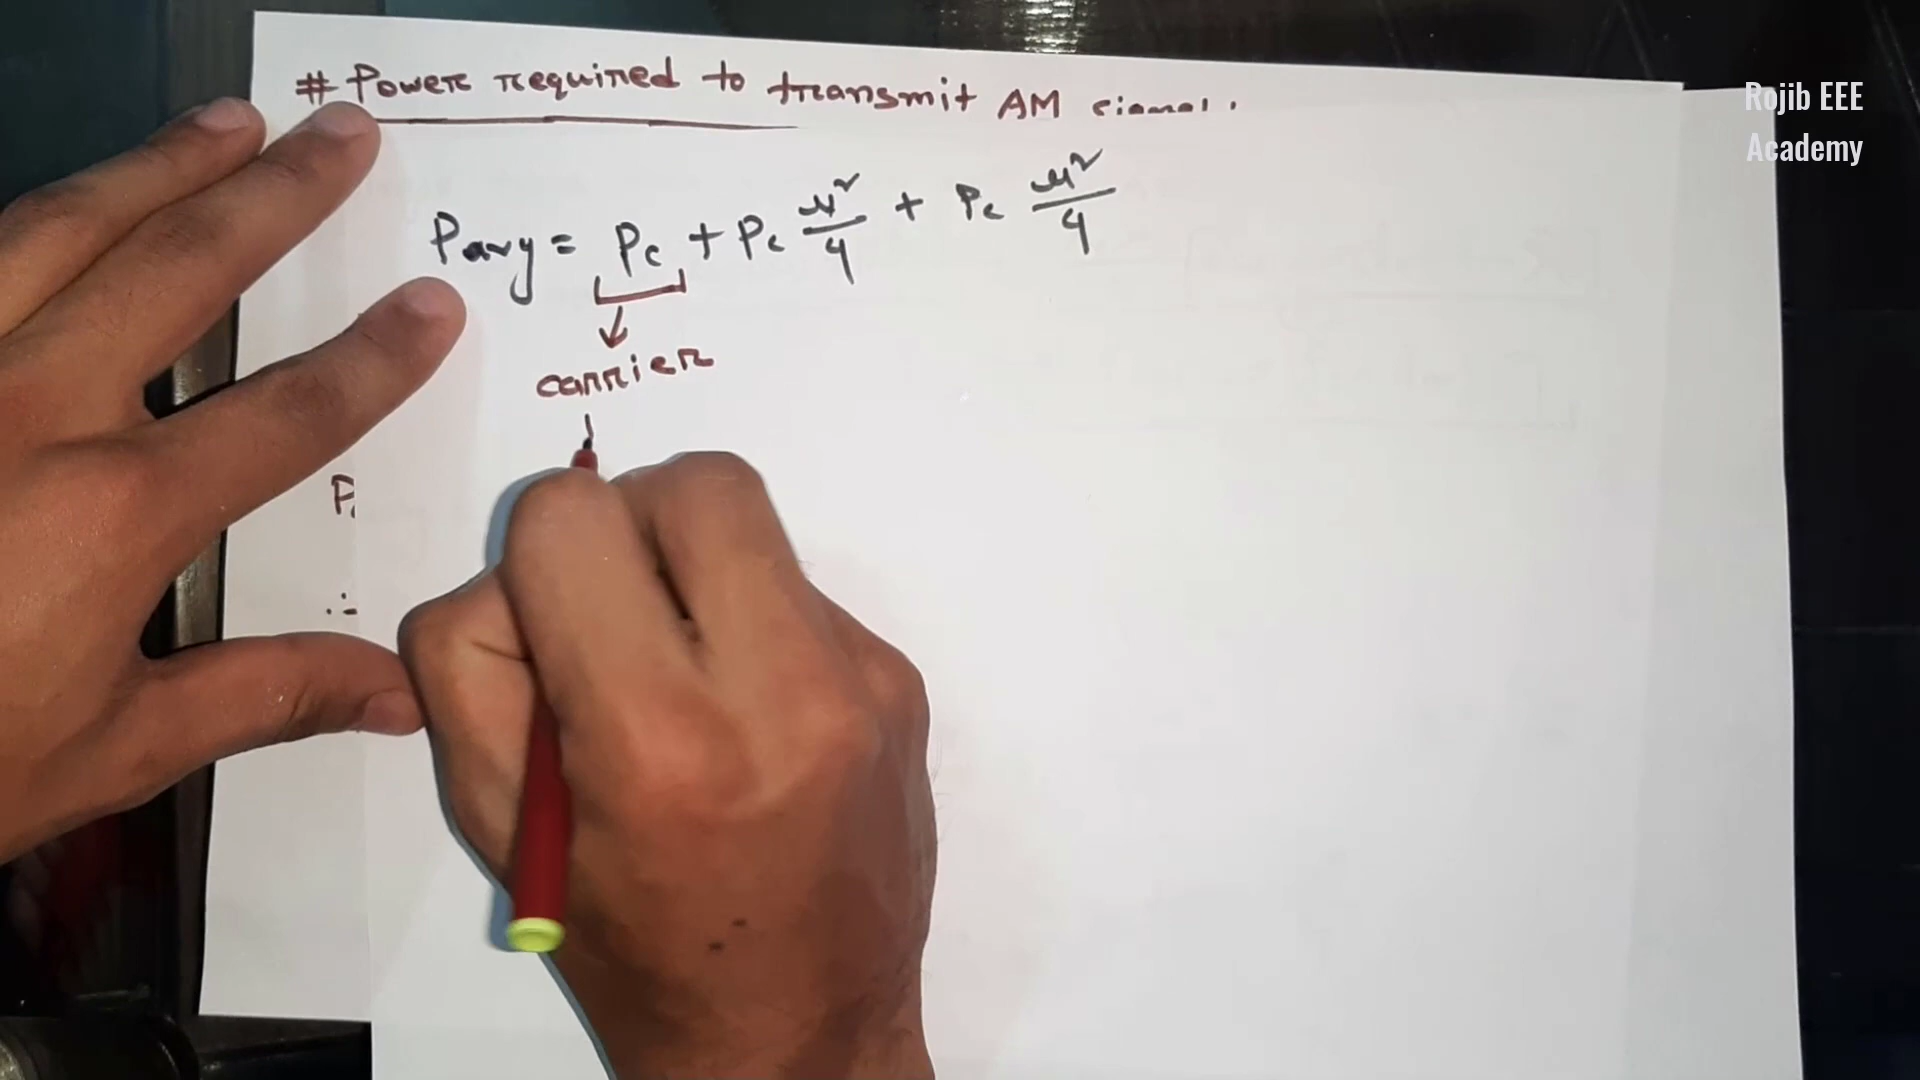 # Power required to transmit AM
Rojib EEE
Academy
Pavg = Pc + Pc μ²/4 + Pc μ²/4
carrier
P
∴